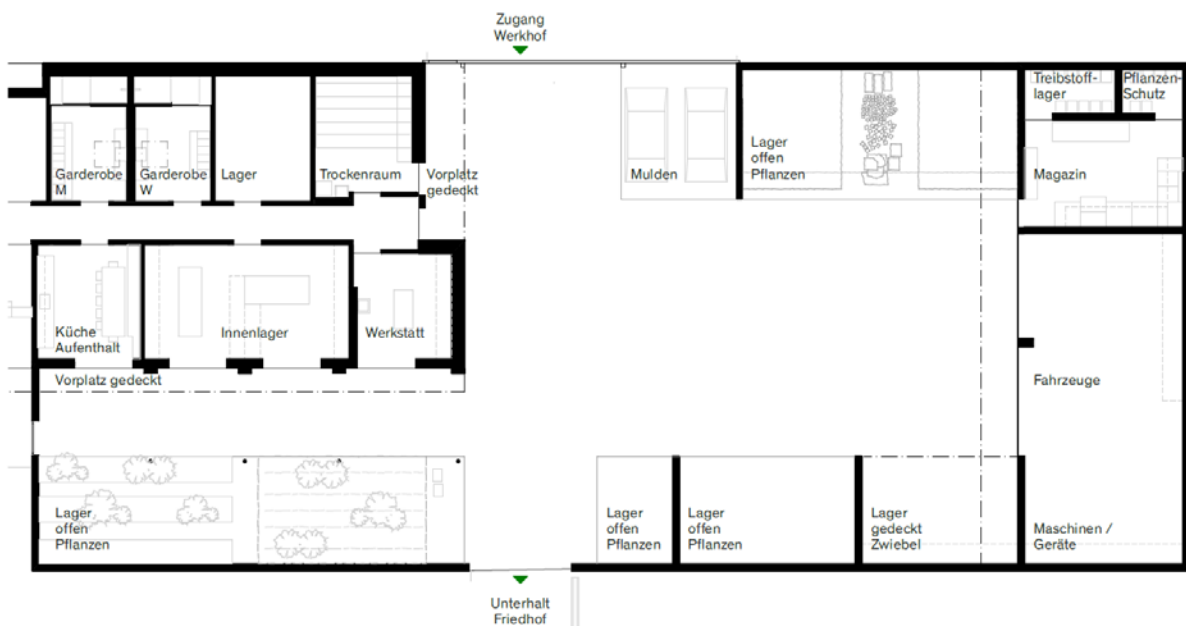 Zugang
Werkhof
Treibstoff-
lager
Pflanzen-
Schutz
Lager
offen
Pflanzen
Garderobe
M
Garderobe
W
Lager
Trockenraum
Vorplatz
gedeckt
Mulden
Magazin
Küche
Aufenthalt
Innenlager
Werkstatt
Vorplatz gedeckt
Fahrzeuge
Lager
offen
Pflanzen
Lager
offen
Pflanzen
Lager
offen
Pflanzen
Lager
gedeckt
Zwiebel
Maschinen /
Geräte
Unterhalt
Friedhof